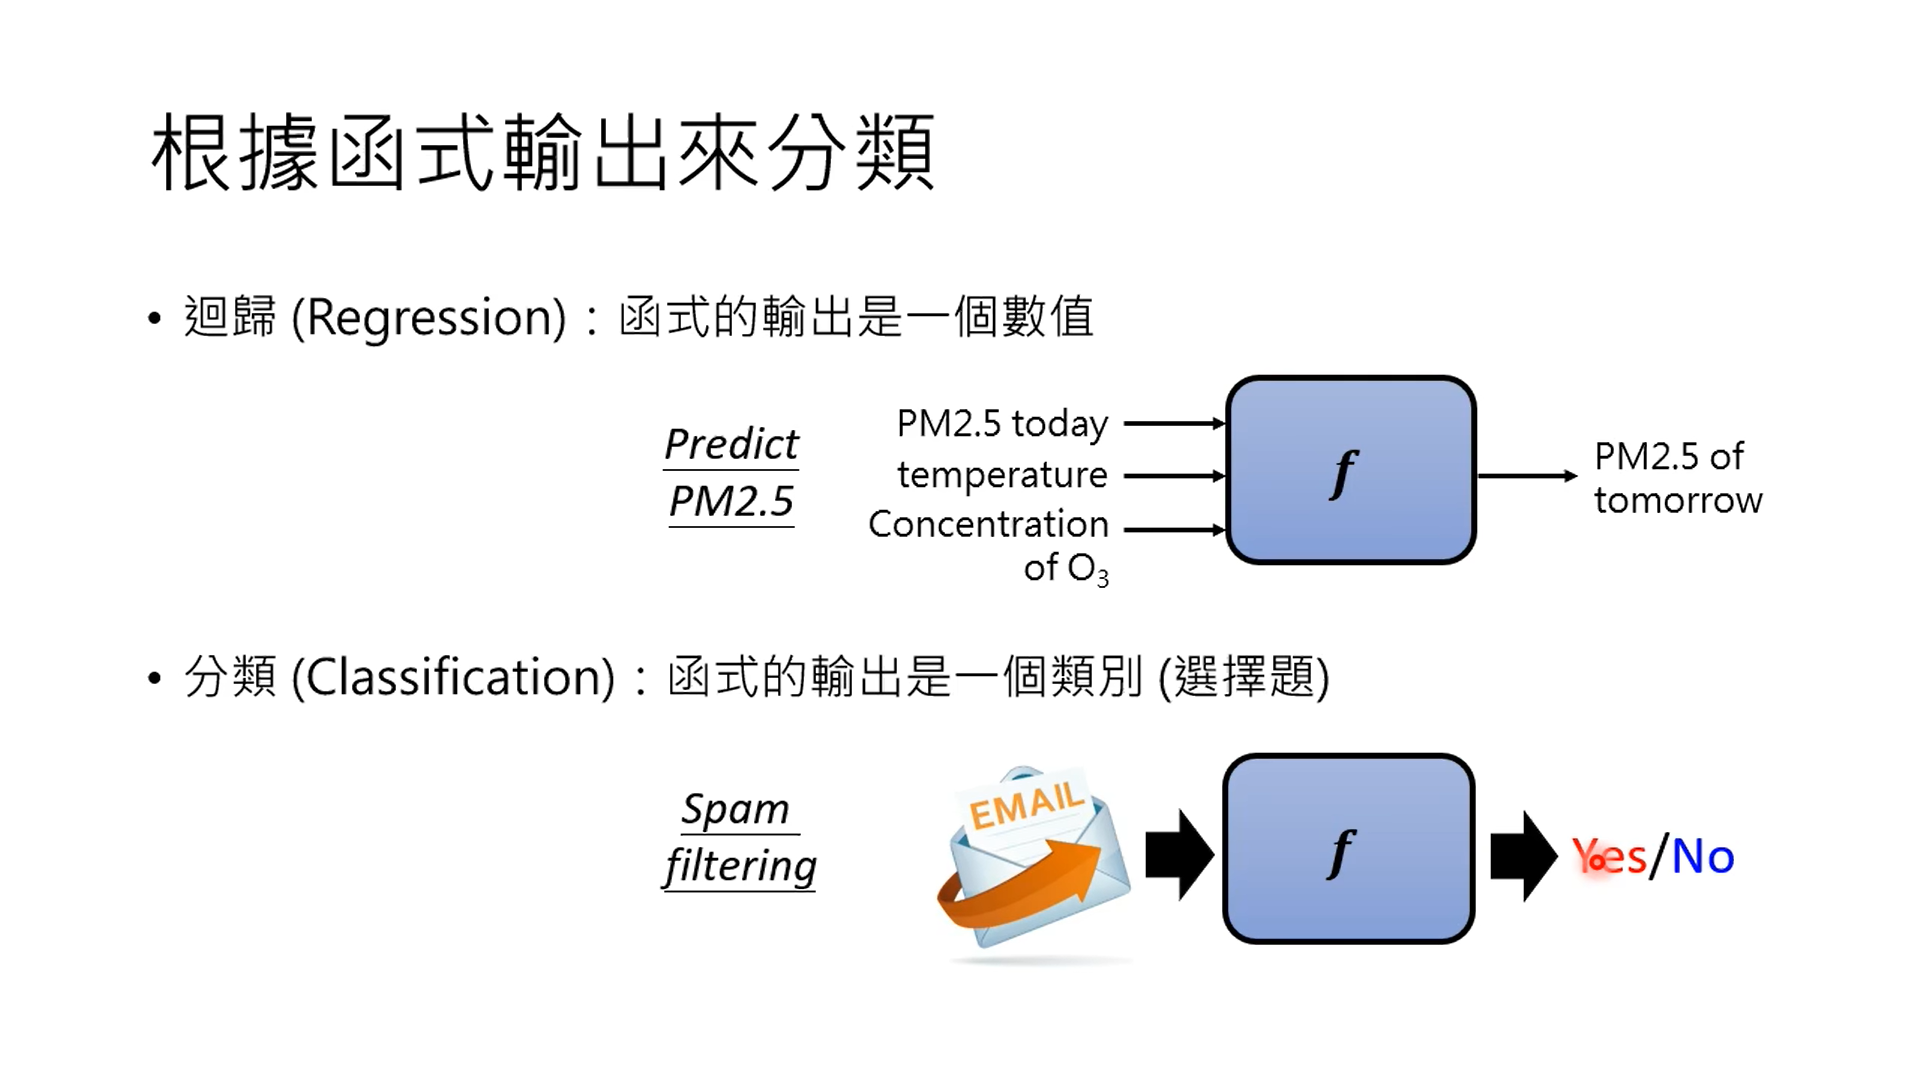 根據函式輸出來分類
• 迴歸 (Regression)：函式的輸出是一個數值
Predict
PM2.5
PM2.5 today
temperature
Concentration
of O₃
f
PM2.5 of
tomorrow
• 分類 (Classification)：函式的輸出是一個類別 (選擇題)
Spam
filtering
EMAIL
f
Yes/No